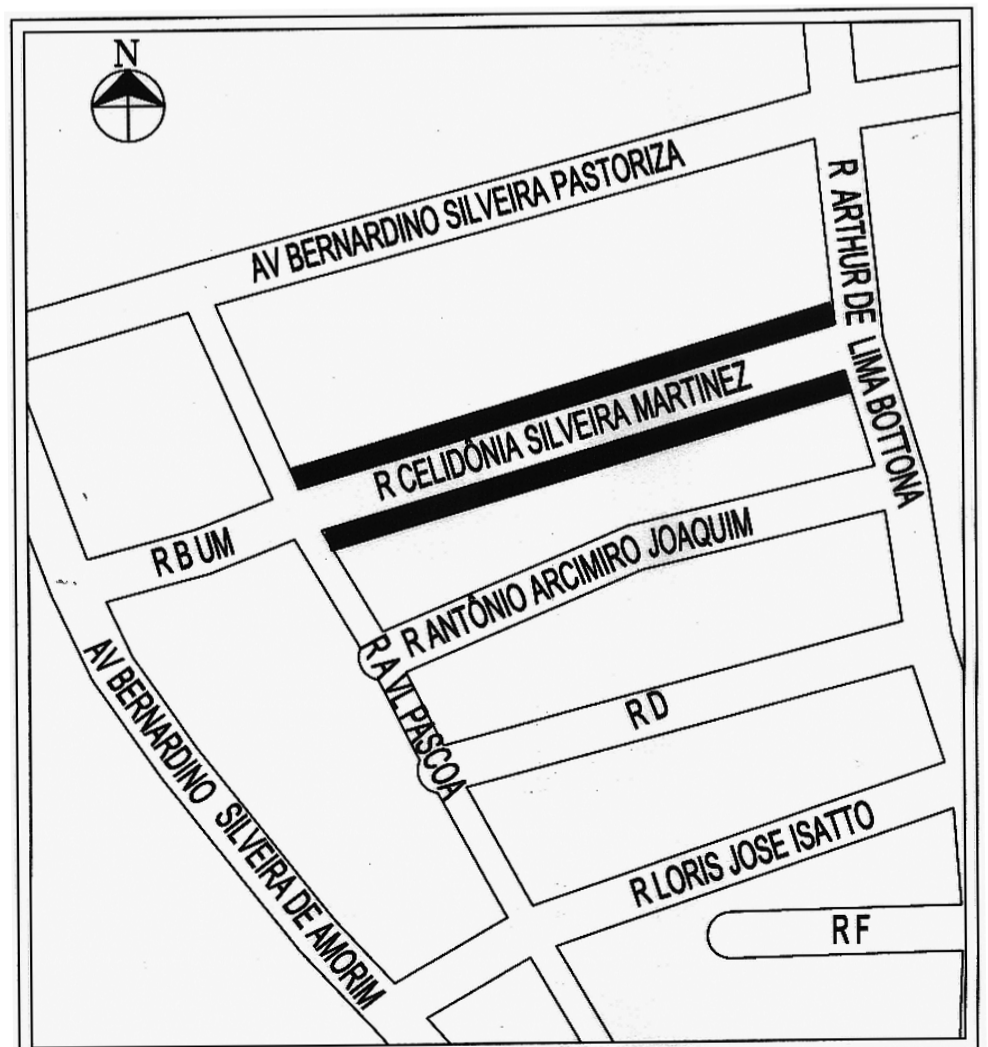 N
AV BERNARDINO SILVEIRA PASTORIZA
R ARTHUR DE LIMA BOTTONA
R CELIDÔNIA SILVEIRA MARTINEZ
R B UM
R ANTÔNIO ARCIMIRO JOAQUIM
R A VL PASCOA
R D
AV BERNARDINO SILVEIRA DE AMORIM
R LORIS JOSE ISATTO
R F